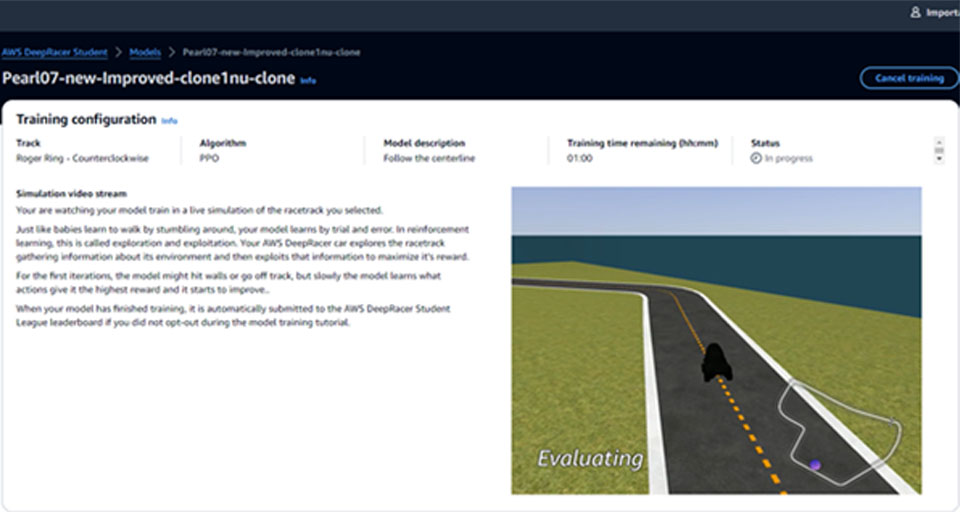 Import
AWS DeepRacer Student > Models > Pearl07-new-Improved-clone1nu-clone
Pearl07-new-Improved-clone1nu-clone Info
Cancel training
Training configuration Info
Track
Roger Ring - Counterclockwise
Algorithm
PPO
Model description
Follow the centerline
Training time remaining (hh:mm)
01:00
Status
In progress
Simulation video stream
Your are watching your model train in a live simulation of the racetrack you selected.
Just like babies learn to walk by stumbling around, your model learns by trial and error. In reinforcement
learning, this is called exploration and exploitation. Your AWS DeepRacer car explores the racetrack
gathering information about its environment and then exploits that information to maximize it's reward.
For the first iterations, the model might hit walls or go off track, but slowly the model learns what
actions give it the highest reward and it starts to improve..
When your model has finished training, it is automatically submitted to the AWS DeepRacer Student
League leaderboard if you did not opt-out during the model training tutorial.
Evaluating